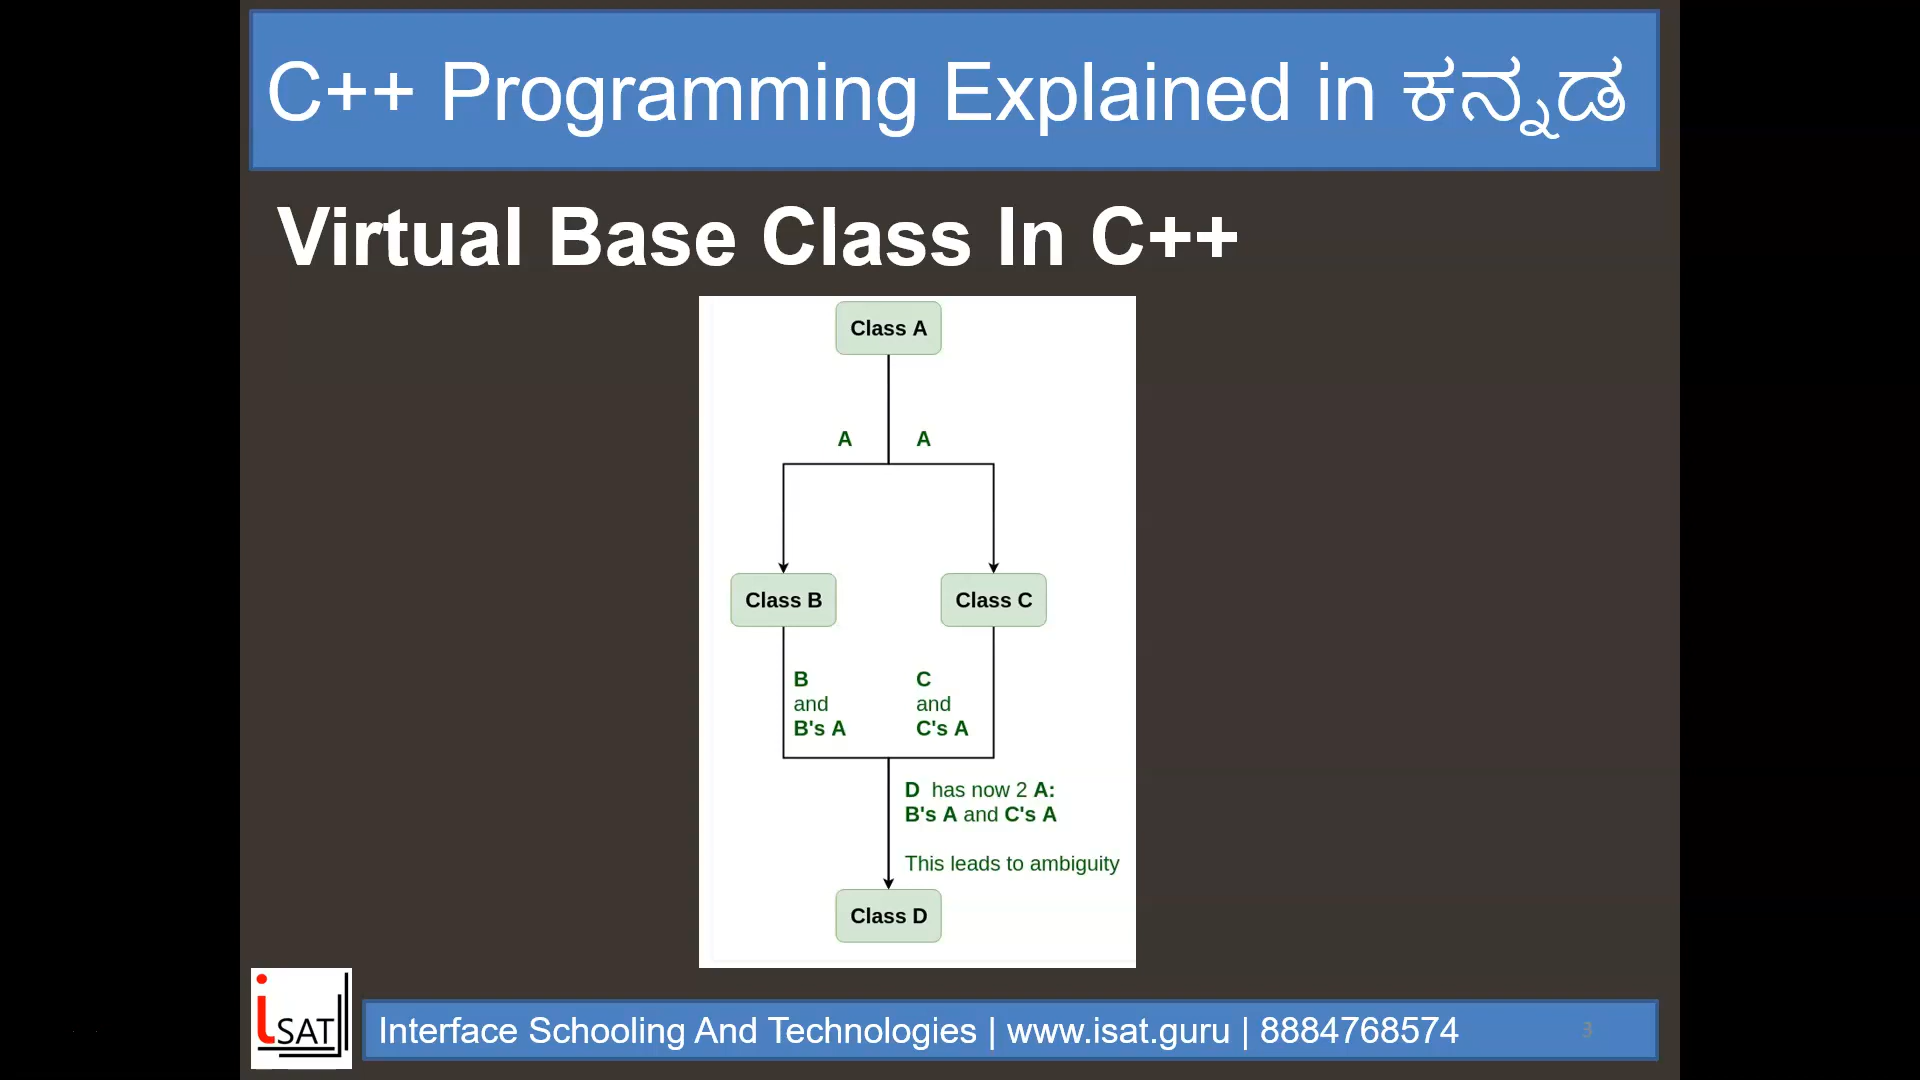 C++ Programming Explained in ಕನ್ನಡ
Virtual Base Class In C++
Class A
A A
Class B Class C
B C
and and
B's A C's A
D has now 2 A:
B's A and C's A
This leads to ambiguity
Class D
iSAT
Interface Schooling And Technologies | www.isat.guru | 8884768574 3